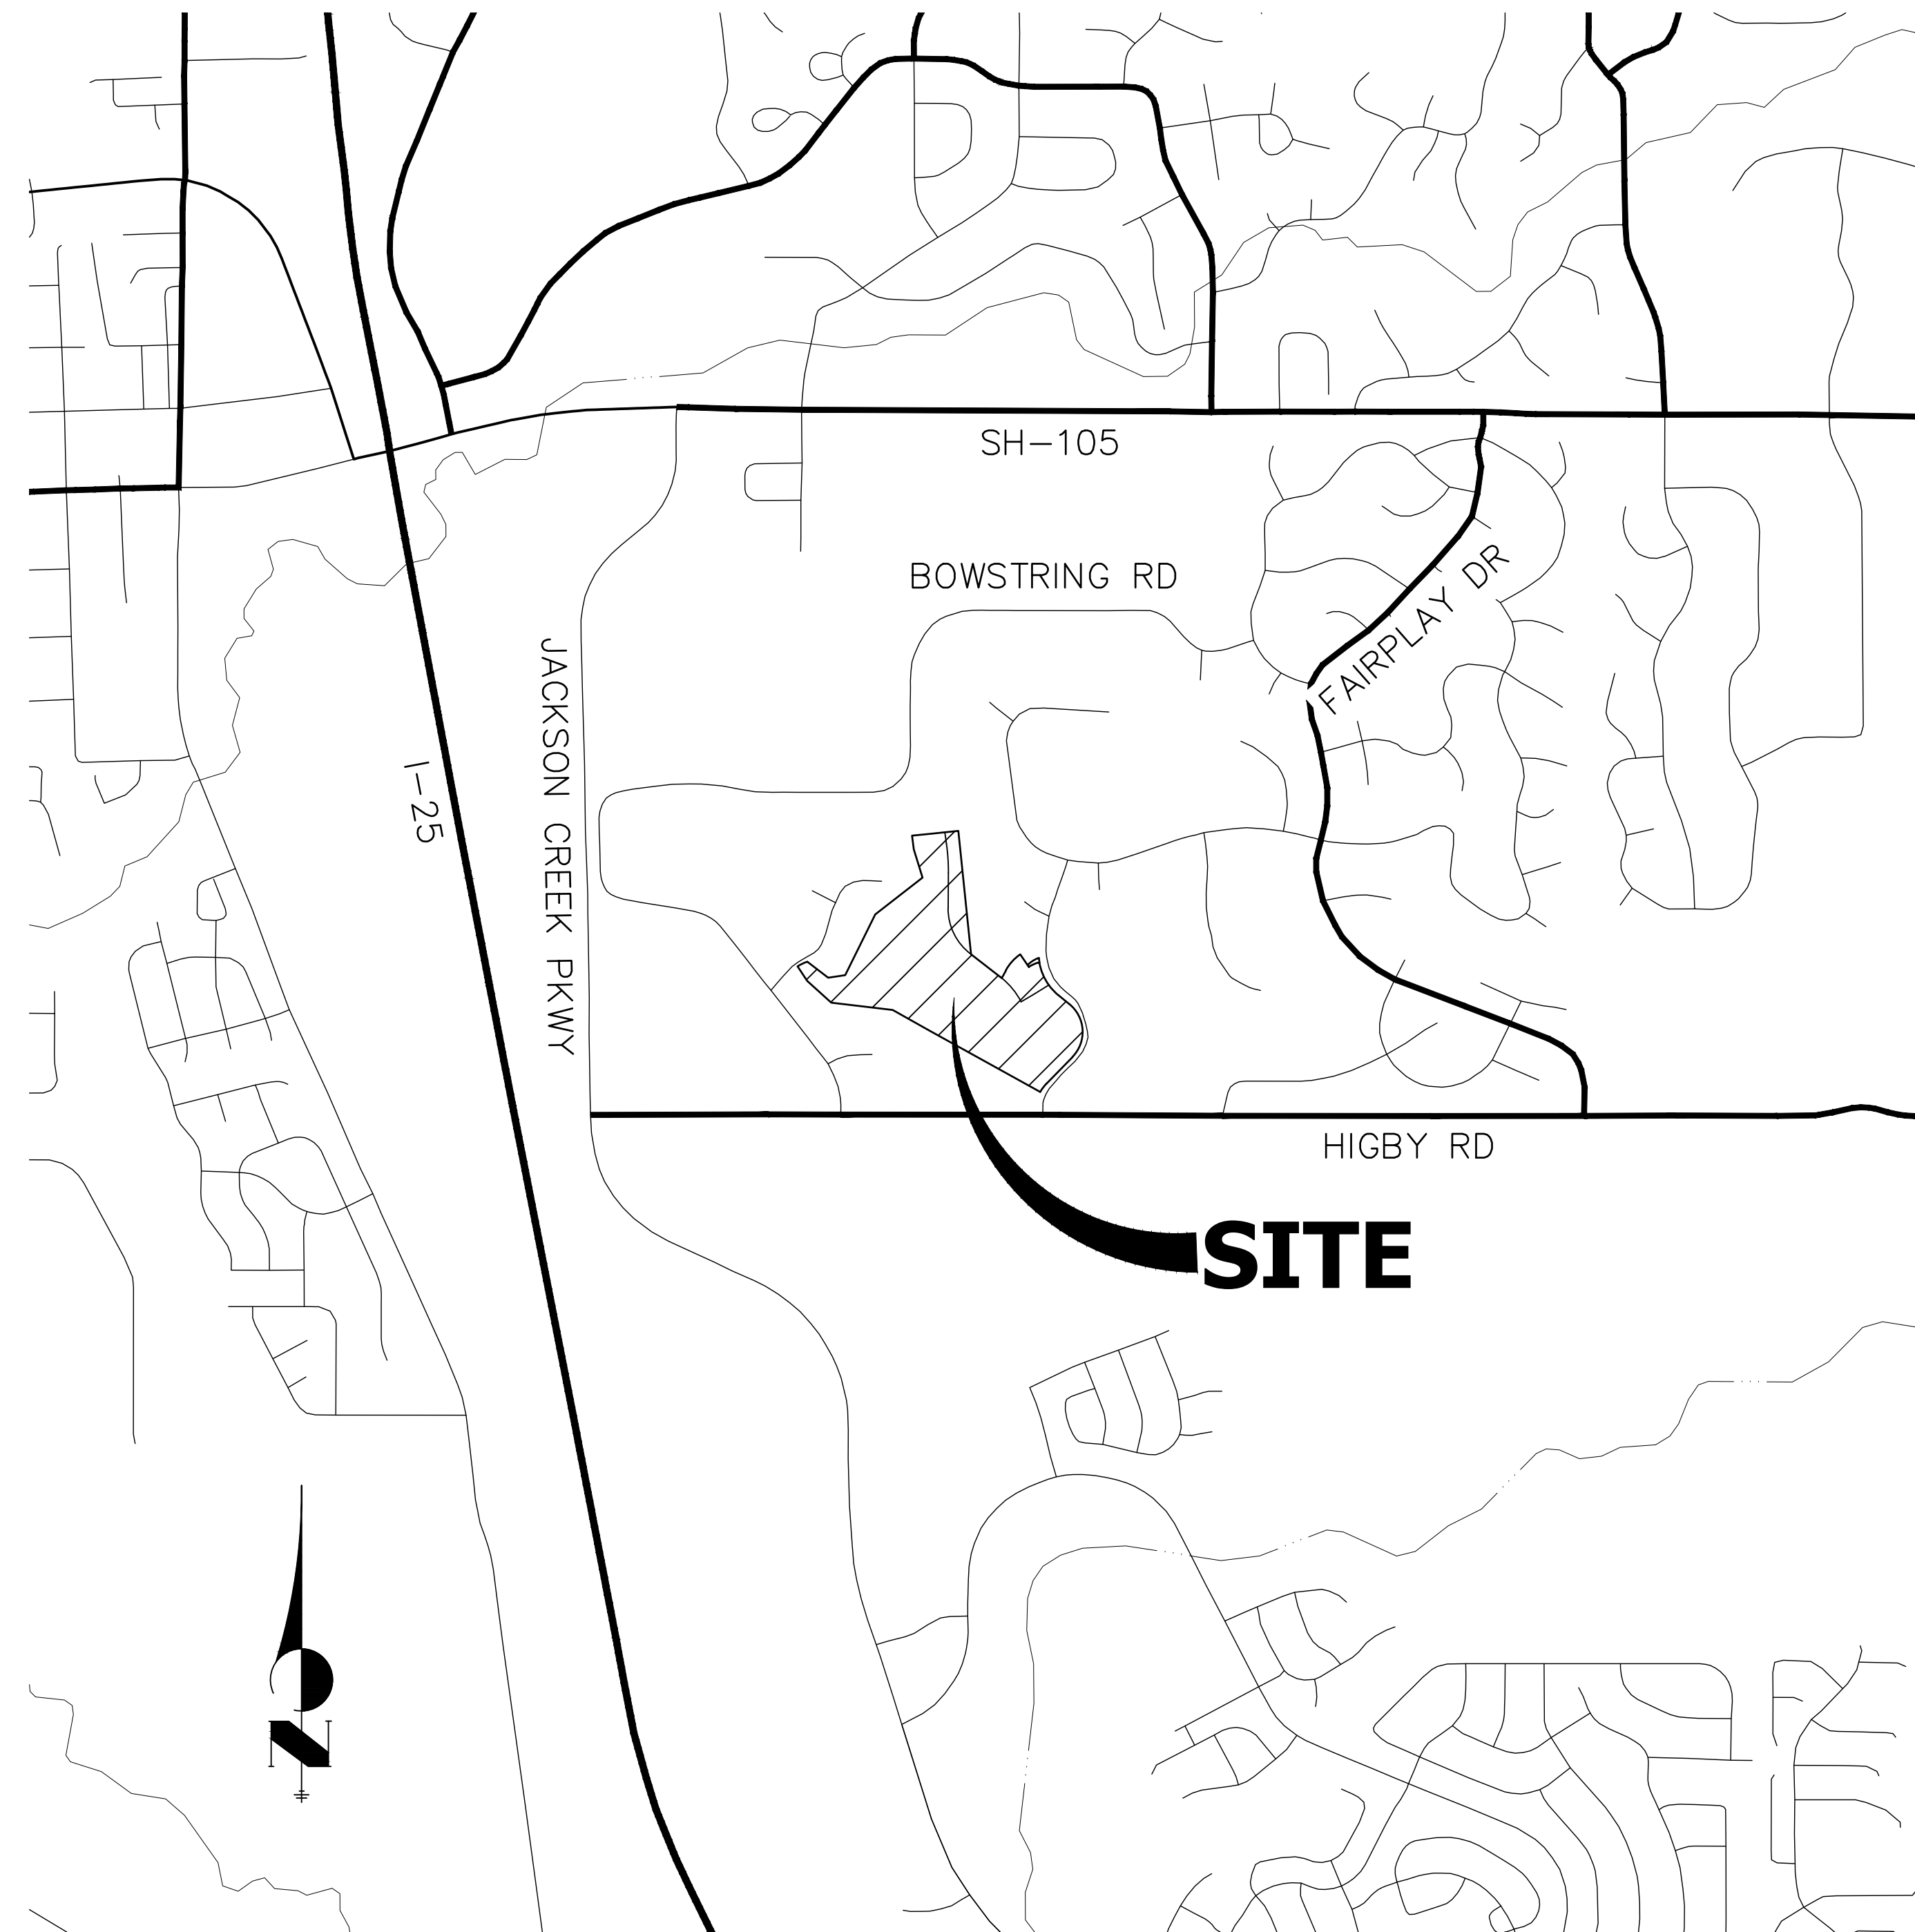 SH-105
BOWSTRING RD
FAIRPLAY DR
JACKSON CREEK PKWY
I-25
HIGBY RD
SITE
N